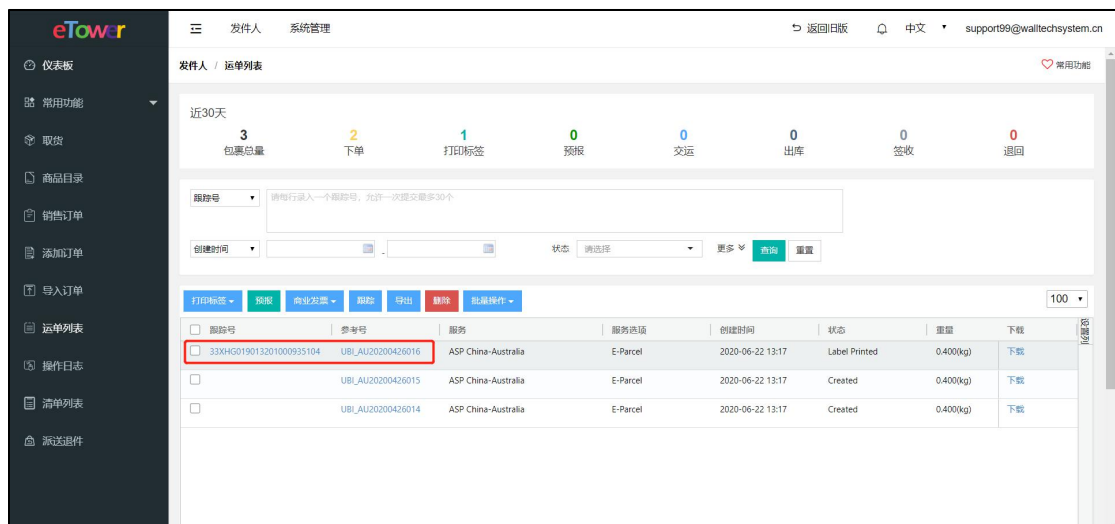 eTower
发件人 系统管理 返回旧版 中文 support99@walltechsystem.cn
仪表板
常用功能
取货
商品目录
销售订单
添加订单
导入订单
运单列表
操作日志
清单列表
派送退件
发件人 / 运单列表 常用功能
近30天
3 2 1 0 0 0 0 0
包裹总量 下单 打印标签 预报 交运 出库 签收 退回
跟踪号 请每行录入一个跟踪号，允许一次提交最多30个
创建时间 - 状态 请选择 更多 查询 重置
打印标签 预报 商业发票 跟踪 导出 删除 批量操作 100
跟踪号 参考号 服务 服务选项 创建时间 状态 重量 下载 设置列
33XHG019013201000935104 UBI_AU20200426016 ASP China-Australia E-Parcel 2020-06-22 13:17 Label Printed 0.400(kg) 下载
UBI_AU20200426015 ASP China-Australia E-Parcel 2020-06-22 13:17 Created 0.400(kg) 下载
UBI_AU20200426014 ASP China-Australia E-Parcel 2020-06-22 13:17 Created 0.400(kg) 下载